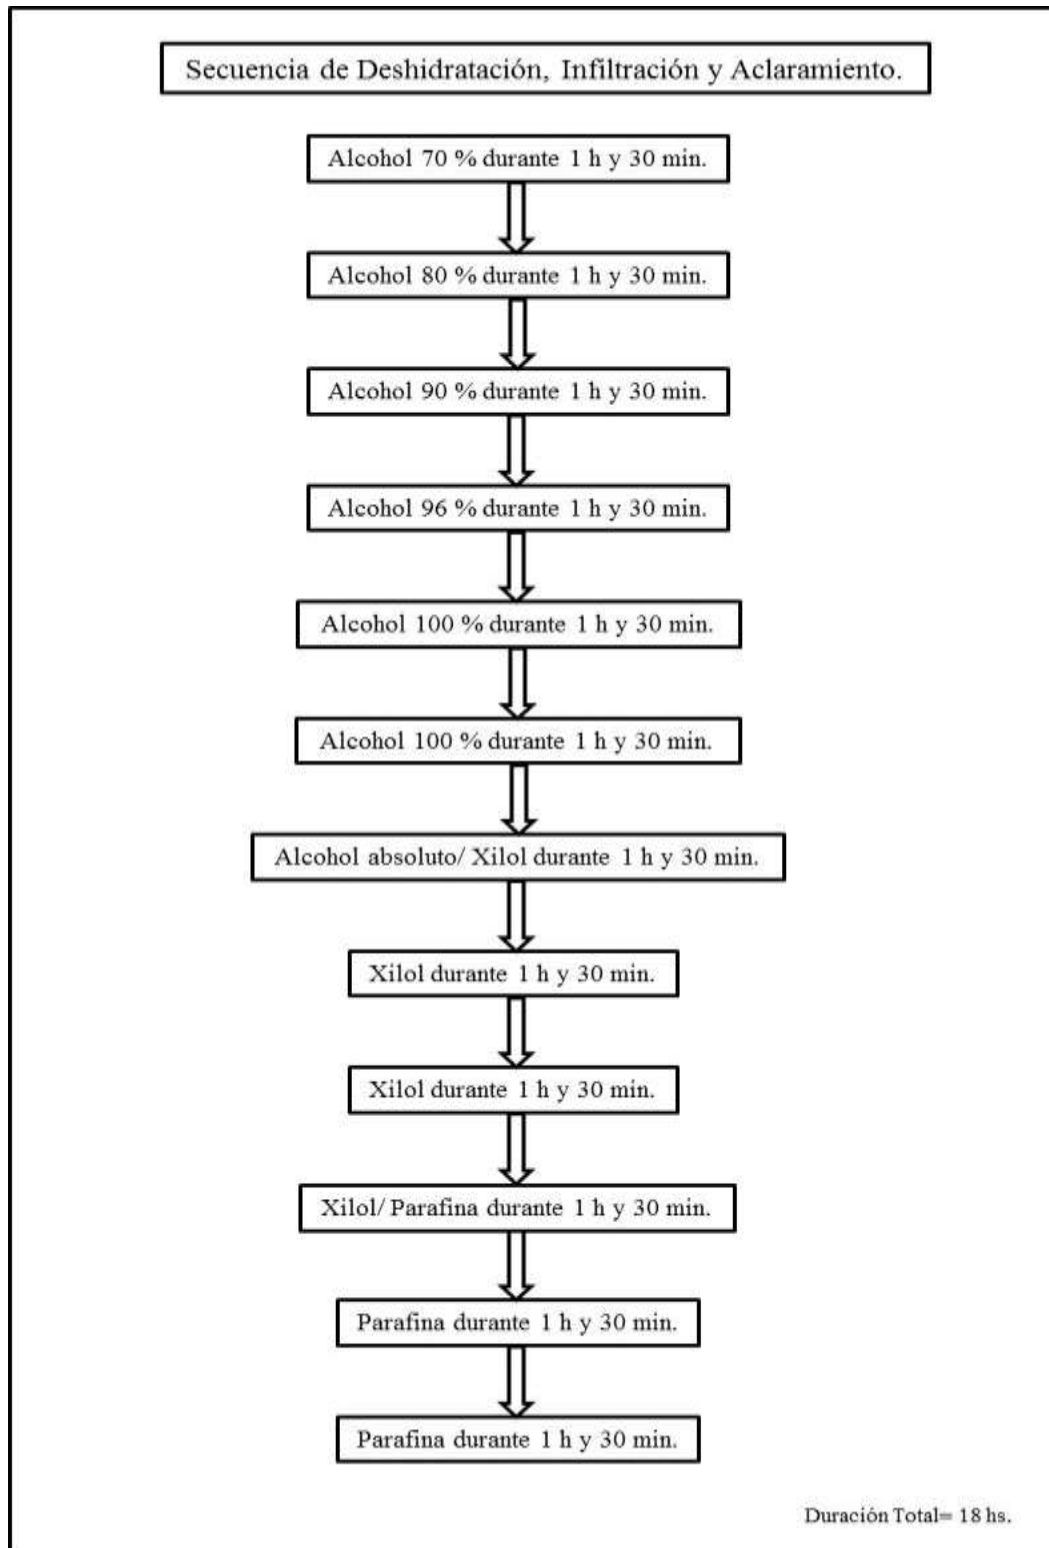 Secuencia de Deshidratación, Infiltración y Aclaramiento.
Alcohol 70 % durante 1 h y 30 min.
Alcohol 80 % durante 1 h y 30 min.
Alcohol 90 % durante 1 h y 30 min.
Alcohol 96 % durante 1 h y 30 min.
Alcohol 100 % durante 1 h y 30 min.
Alcohol 100 % durante 1 h y 30 min.
Alcohol absoluto/ Xilol durante 1 h y 30 min.
Xilol durante 1 h y 30 min.
Xilol durante 1 h y 30 min.
Xilol/ Parafina durante 1 h y 30 min.
Parafina durante 1 h y 30 min.
Parafina durante 1 h y 30 min.
Duración Total= 18 hs.